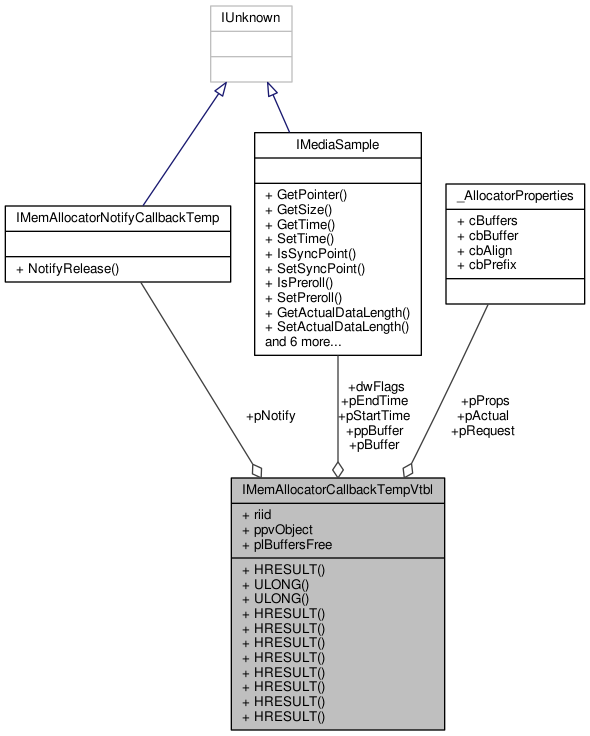 IUnknown
IMediaSample
+ GetPointer()
+ GetSize()
+ GetTime()
+ SetTime()
+ IsSyncPoint()
+ SetSyncPoint()
+ IsPreroll()
+ SetPreroll()
+ GetActualDataLength()
+ SetActualDataLength()
and 6 more...
_AllocatorProperties
+ cBuffers
+ cbBuffer
+ cbAlign
+ cbPrefix
IMemAllocatorNotifyCallbackTemp
+ NotifyRelease()
+pNotify
+dwFlags
+pEndTime
+pStartTime
+ppBuffer
+pBuffer
+pProps
+pActual
+pRequest
IMemAllocatorCallbackTempVtbl
+ riid
+ ppvObject
+ plBuffersFree
+ HRESULT()
+ ULONG()
+ ULONG()
+ HRESULT()
+ HRESULT()
+ HRESULT()
+ HRESULT()
+ HRESULT()
+ HRESULT()
+ HRESULT()
+ HRESULT()